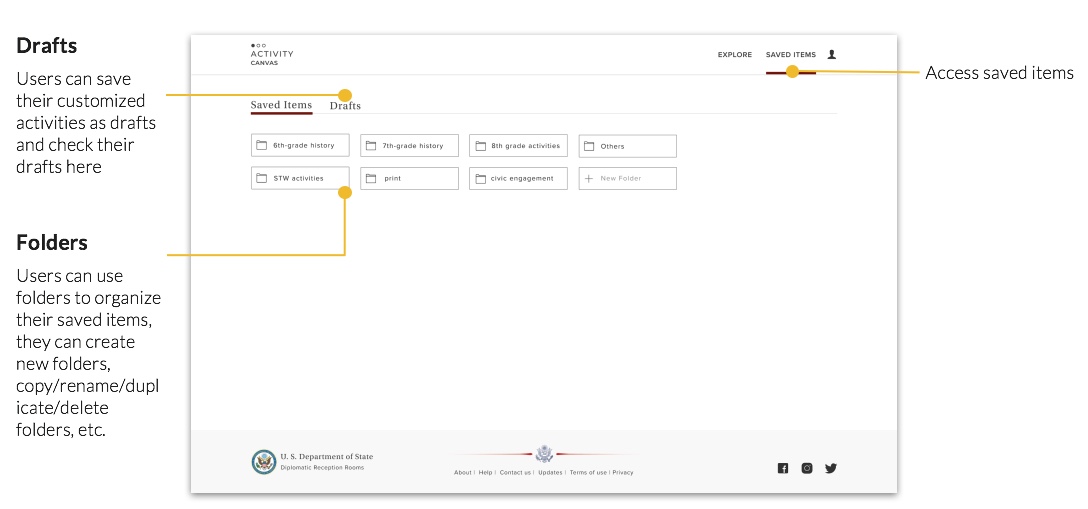 Drafts
Users can save
their customized
activities as drafts
and check their
drafts here
Folders
Users can use
folders to organize
their saved items,
they can create
new folders,
copy/rename/dupl
icate/delete
folders, etc.
ACTIVITY
CANVAS
EXPLORE SAVED ITEMS
Access saved items
Saved Items Drafts
6th-grade history 7th-grade history 8th grade activities Others
STW activities print civic engagement + New Folder
U. S. Department of State
Diplomatic Reception Rooms
About | Help | Contact us | Updates | Terms of use | Privacy